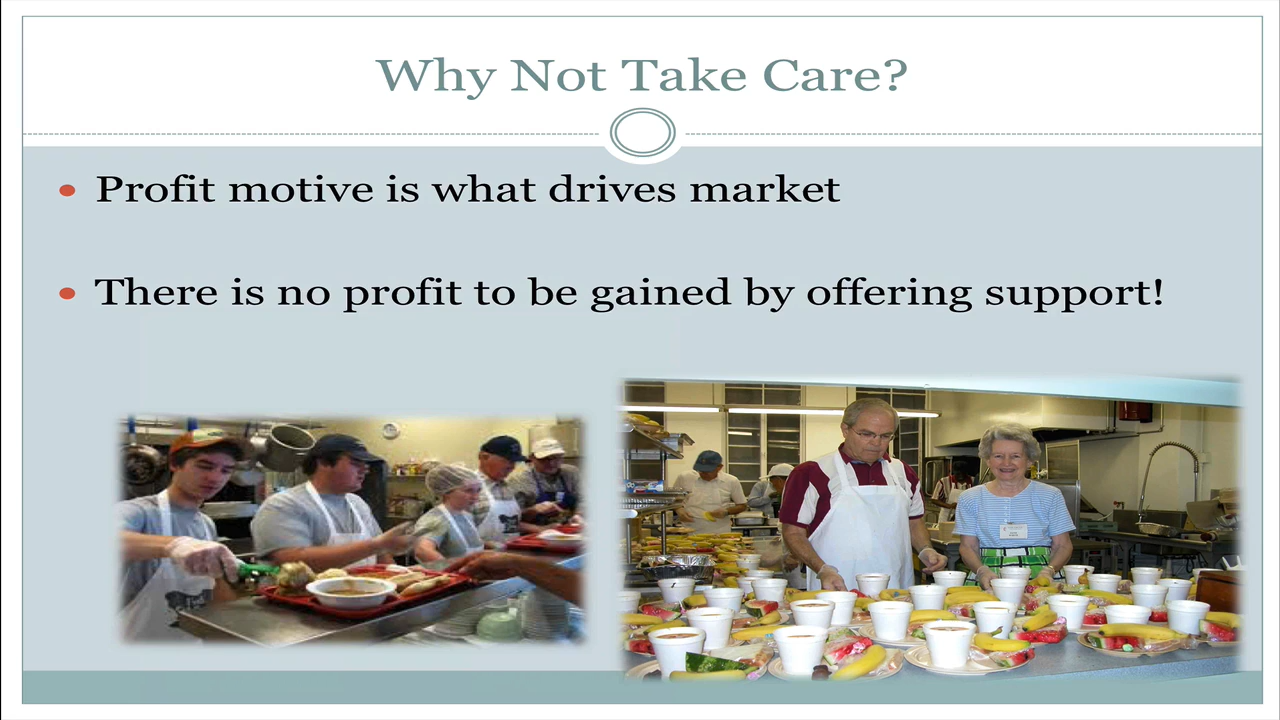 Why Not Take Care?
Profit motive is what drives market
There is no profit to be gained by offering support!